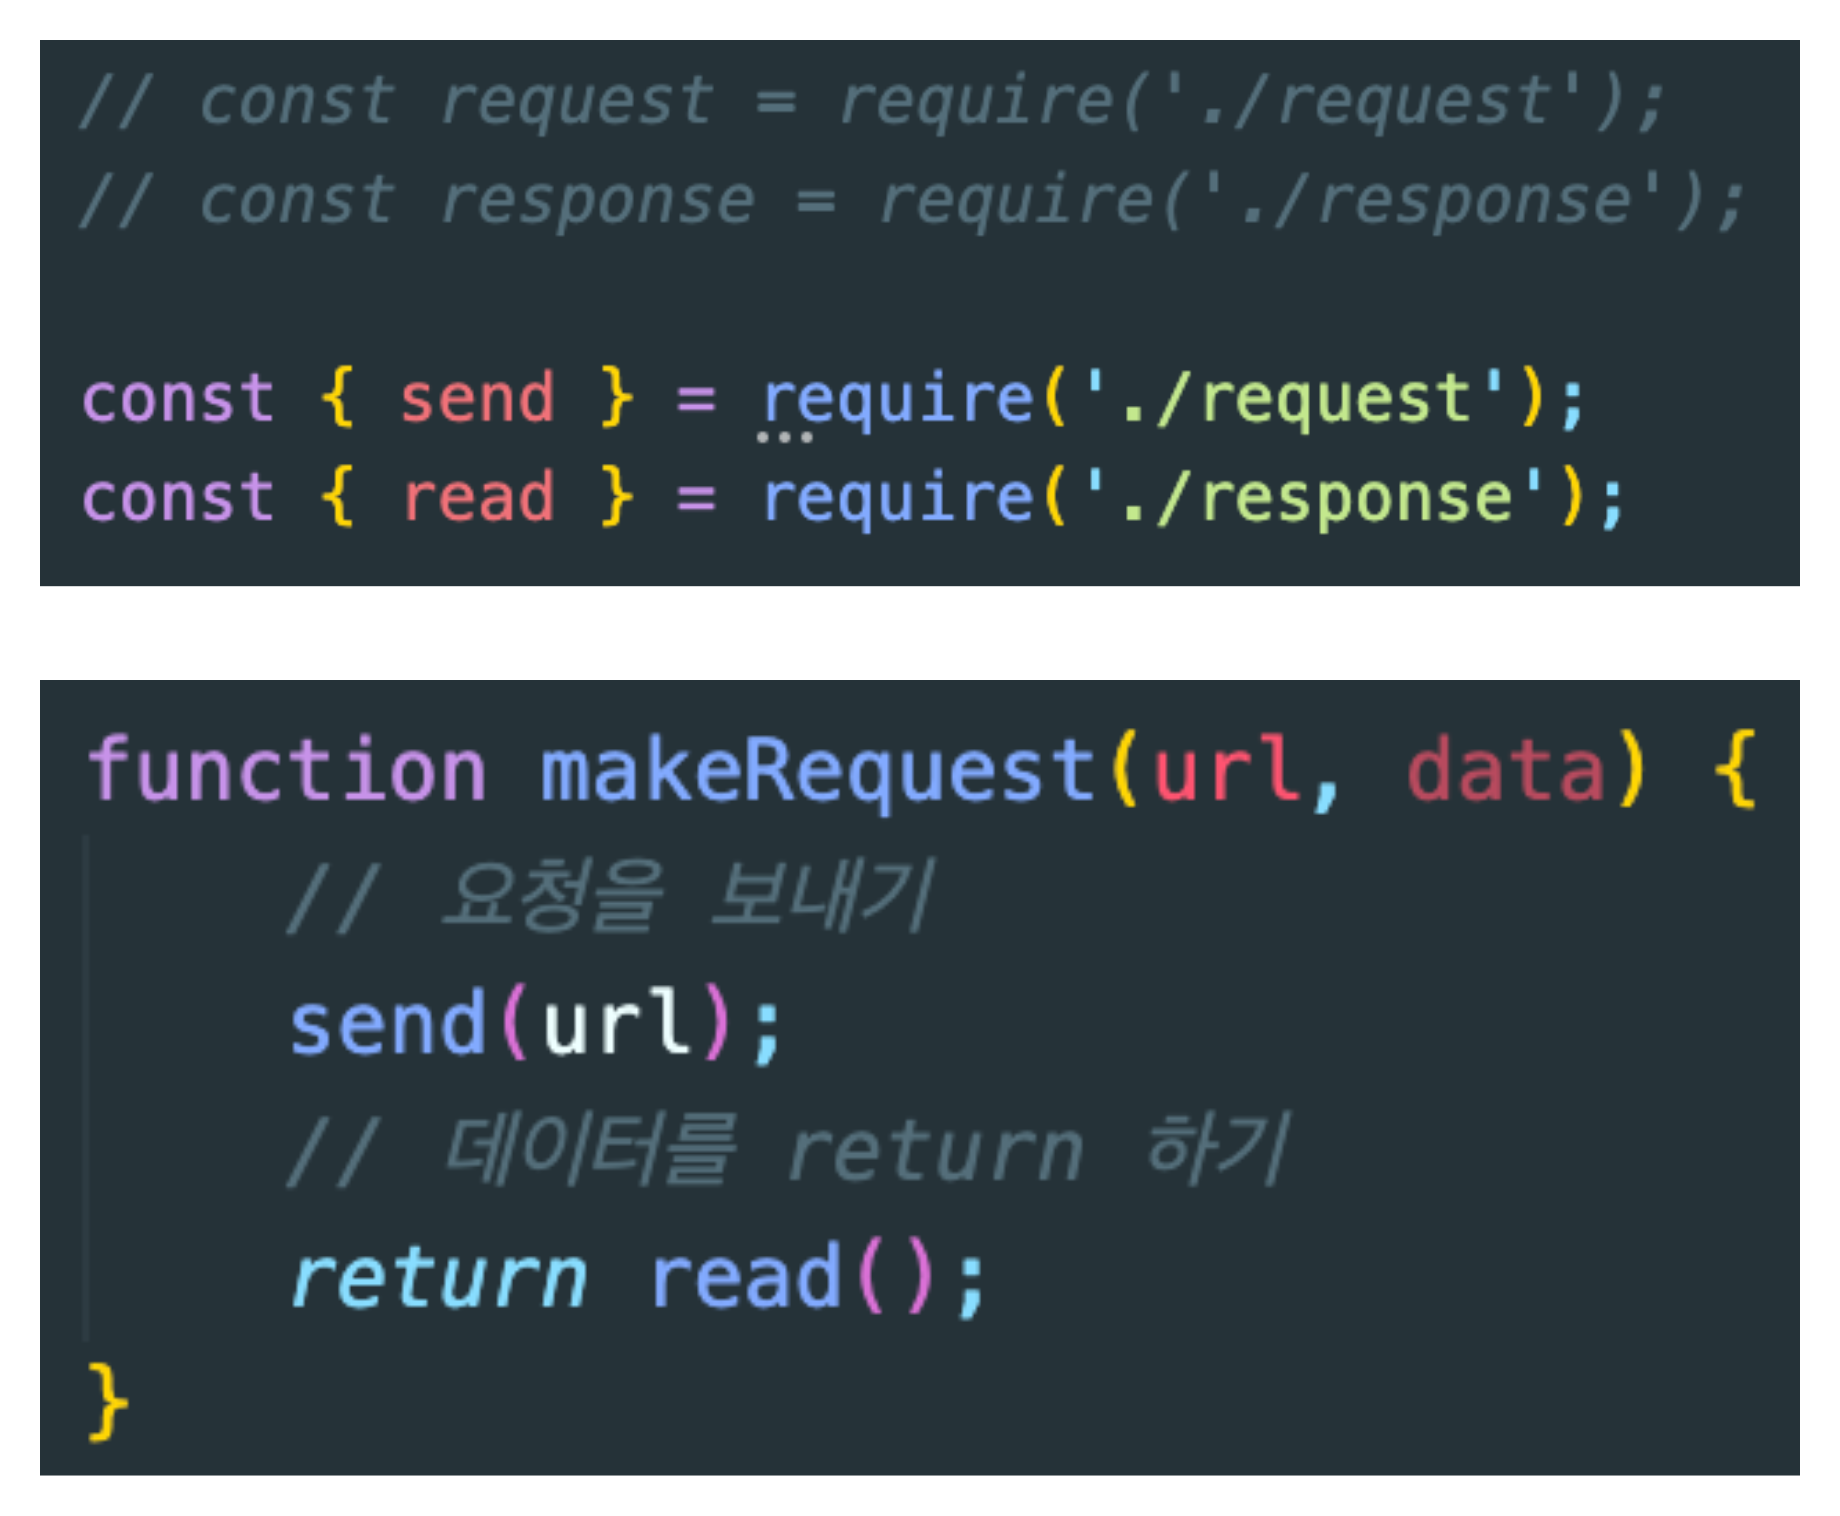 // const request = require('./request');
// const response = require('./response');
const { send } = require('./request');
const { read } = require('./response');
function makeRequest(url, data) {
// 요청을 보내기
send(url);
// 데이터를 return 하기
return read();
}